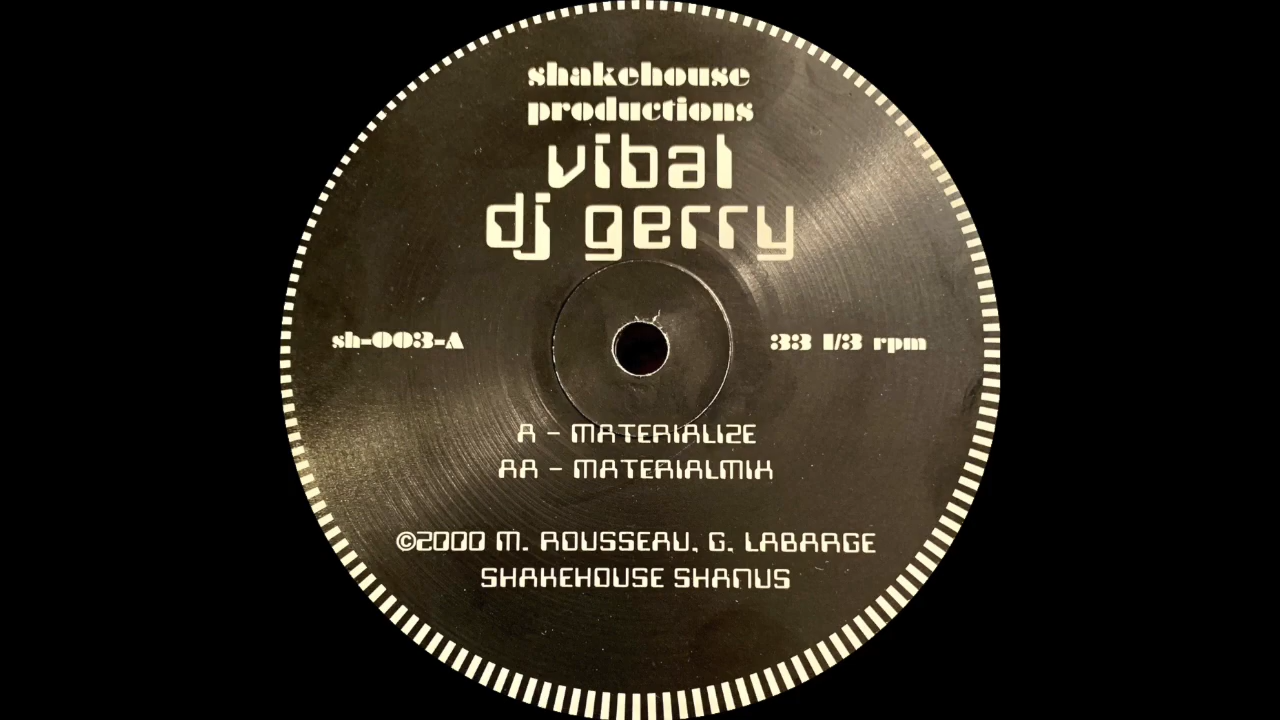 shakehouse
productions
vibal
dj gerry
sh-003-A
33 1/3 rpm
A - MATERIALIZE
AA - MATERIALMIX
©2000 M. ROUSSEAU, G. LABARGE
SHAKEHOUSE SHANUS